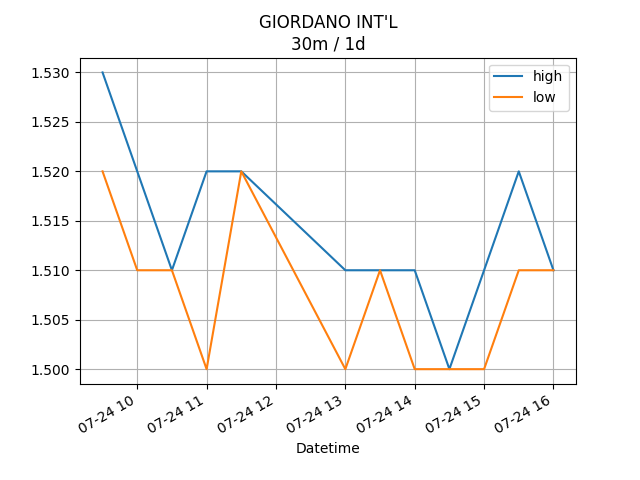 GIORDANO INT'L
30m / 1d
high
low
1.530
1.525
1.520
1.515
1.510
1.505
1.500
07-24 10
07-24 11
07-24 12
07-24 13
07-24 14
07-24 15
07-24 16
Datetime